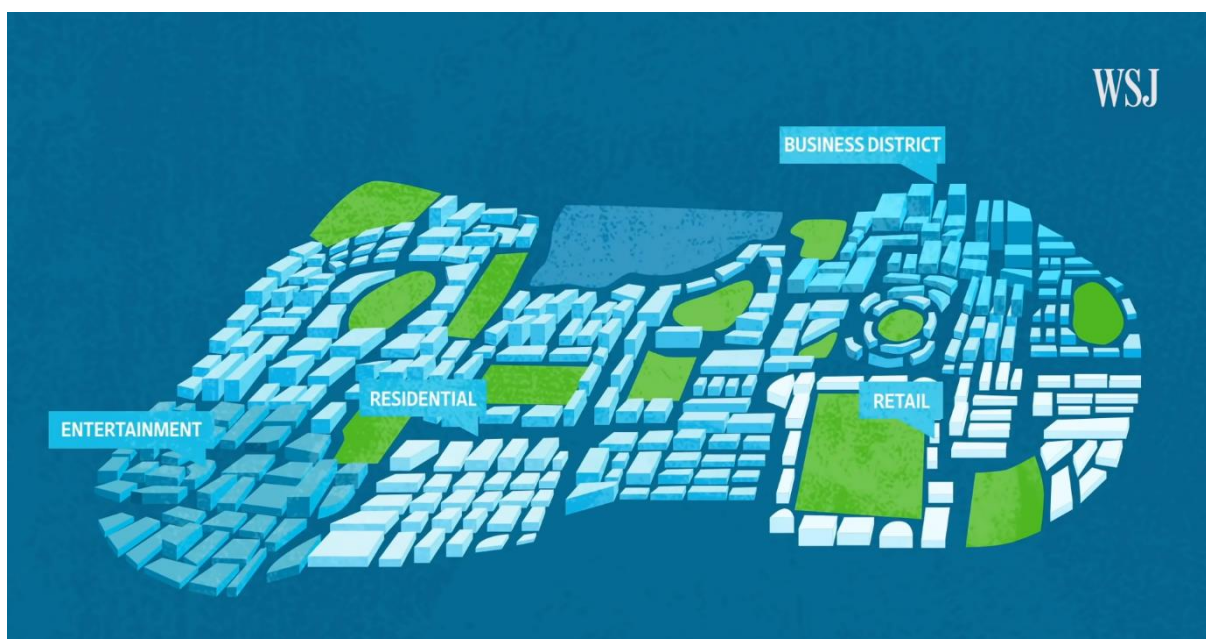 WSJ
BUSINESS DISTRICT
RESIDENTIAL
RETAIL
ENTERTAINMENT